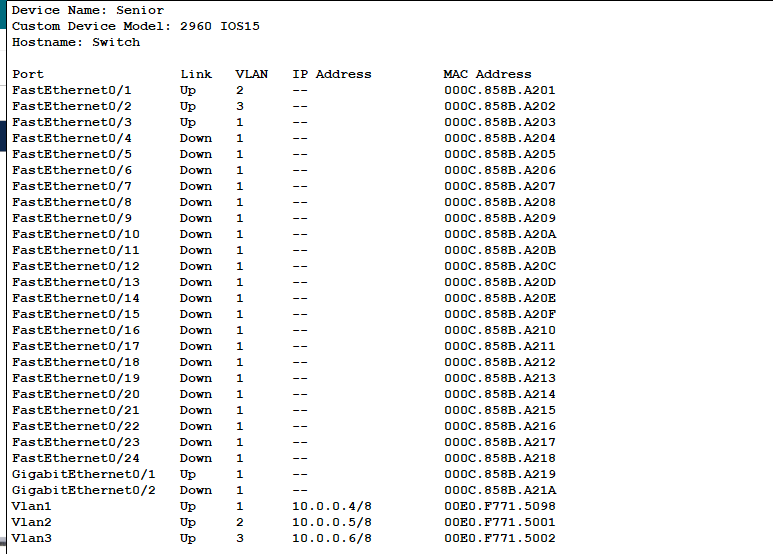 Device Name: Senior
Custom Device Model: 2960 IOS15
Hostname: Switch
Port Link VLAN IP Address MAC Address
FastEthernet0/1 Up 2 -- 000C.858B.A201
FastEthernet0/2 Up 3 -- 000C.858B.A202
FastEthernet0/3 Up 1 -- 000C.858B.A203
FastEthernet0/4 Down 1 -- 000C.858B.A204
FastEthernet0/5 Down 1 -- 000C.858B.A205
FastEthernet0/6 Down 1 -- 000C.858B.A206
FastEthernet0/7 Down 1 -- 000C.858B.A207
FastEthernet0/8 Down 1 -- 000C.858B.A208
FastEthernet0/9 Down 1 -- 000C.858B.A209
FastEthernet0/10 Down 1 -- 000C.858B.A20A
FastEthernet0/11 Down 1 -- 000C.858B.A20B
FastEthernet0/12 Down 1 -- 000C.858B.A20C
FastEthernet0/13 Down 1 -- 000C.858B.A20D
FastEthernet0/14 Down 1 -- 000C.858B.A20E
FastEthernet0/15 Down 1 -- 000C.858B.A20F
FastEthernet0/16 Down 1 -- 000C.858B.A210
FastEthernet0/17 Down 1 -- 000C.858B.A211
FastEthernet0/18 Down 1 -- 000C.858B.A212
FastEthernet0/19 Down 1 -- 000C.858B.A213
FastEthernet0/20 Down 1 -- 000C.858B.A214
FastEthernet0/21 Down 1 -- 000C.858B.A215
FastEthernet0/22 Down 1 -- 000C.858B.A216
FastEthernet0/23 Down 1 -- 000C.858B.A217
FastEthernet0/24 Down 1 -- 000C.858B.A218
GigabitEthernet0/1 Up 1 -- 000C.858B.A219
GigabitEthernet0/2 Down 1 -- 000C.858B.A21A
Vlan1 Up 1 10.0.0.4/8 00E0.F771.5098
Vlan2 Up 2 10.0.0.5/8 00E0.F771.5001
Vlan3 Up 3 10.0.0.6/8 00E0.F771.5002